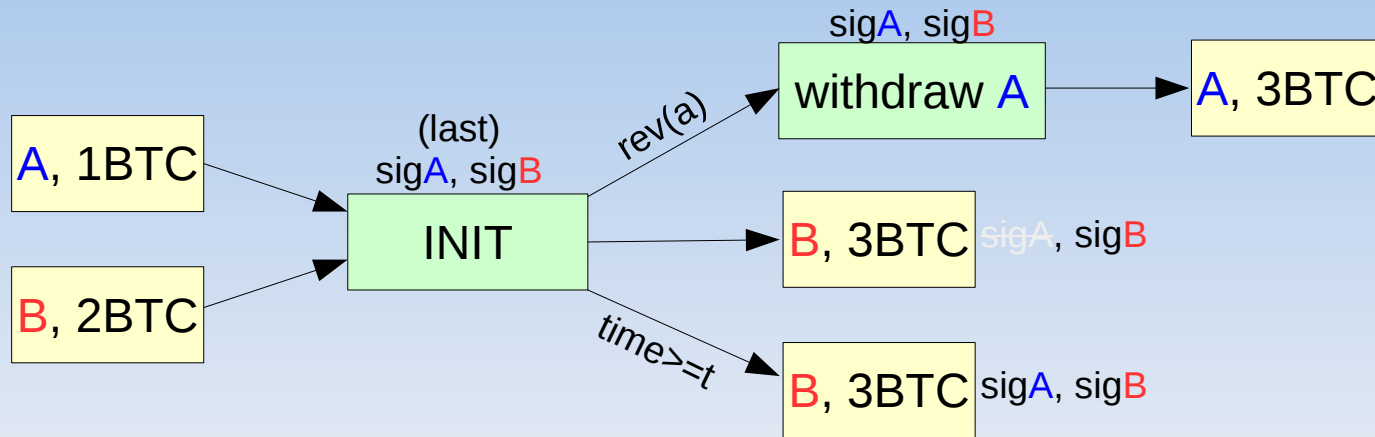 A, 1BTC
B, 2BTC
(last)
sigA, sigB
INIT
rev(a)
time>=t
sigA, sigB
withdraw A
A, 3BTC
B, 3BTC sigA, sigB
B, 3BTC sigA, sigB